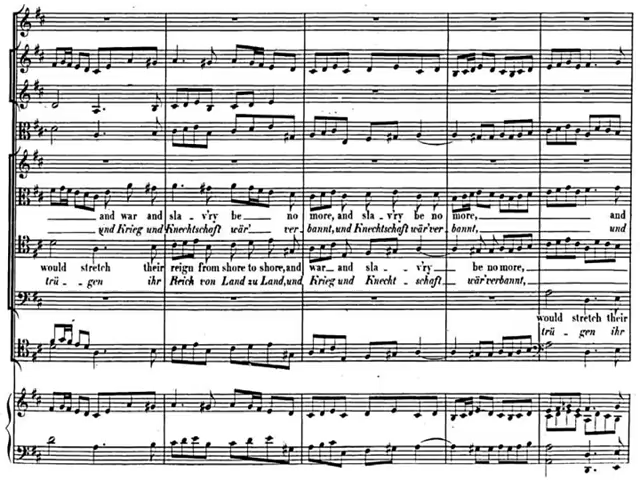 and war and sla - v'ry be no more, and sla - v'ry be no more, and
und Krieg und Knechtschaft wär' ver - bannt, und Knechtschaft wär' ver - bannt, und
would stretch their reign from shore to shore, and war and sla - v'ry be no more,
trü - gen ihr Reich von Land zu Land, und Krieg und Knecht - schaft wär' verbannt,
would stretch their
trü - gen ihr